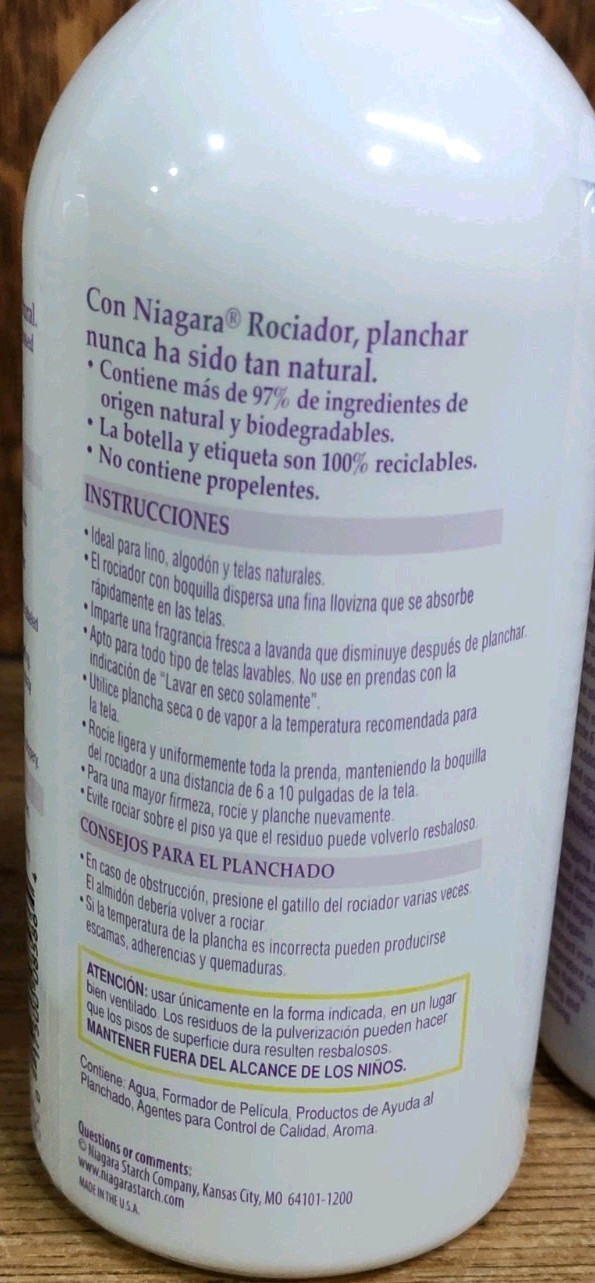 Con Niagara® Rociador, planchar
nunca ha sido tan natural.
• Contiene más de 97% de ingredientes de
origen natural y biodegradables.
• La botella y etiqueta son 100% reciclables.
• No contiene propelentes.
INSTRUCCIONES
• Ideal para lino, algodón y telas naturales.
• El rociador con boquilla dispersa una fina llovizna que se absorbe
rápidamente en las telas.
• Imparte una fragrancia fresca a lavanda que disminuye después de planchar.
• Apto para todo tipo de telas lavables. No use en prendas con la
indicación de "Lavar en seco solamente".
• Utilice plancha seca o de vapor a la temperatura recomendada para
la tela.
• Rocíe ligera y uniformemente toda la prenda, manteniendo la boquilla
del rociador a una distancia de 6 a 10 pulgadas de la tela.
• Para una mayor firmeza, rocíe y planche nuevamente.
• Evite rociar sobre el piso ya que el residuo puede volverlo resbaloso.
CONSEJOS PARA EL PLANCHADO
• En caso de obstrucción, presione el gatillo del rociador varias veces.
El almidón debería volver a rociar.
• Si la temperatura de la plancha es incorrecta pueden producirse
escamas, adherencias y quemaduras.
ATENCIÓN: usar únicamente en la forma indicada, en un lugar
bien ventilado. Los residuos de la pulverización pueden hacer
que los pisos de superficie dura resulten resbalosos.
MANTENER FUERA DEL ALCANCE DE LOS NIÑOS.
Contiene: Agua, Formador de Película, Productos de Ayuda al
Planchado, Agentes para Control de Calidad, Aroma.
Questions or comments:
© Niagara Starch Company, Kansas City, MO 64101-1200
www.niagarastarch.com
MADE IN THE U.S.A.